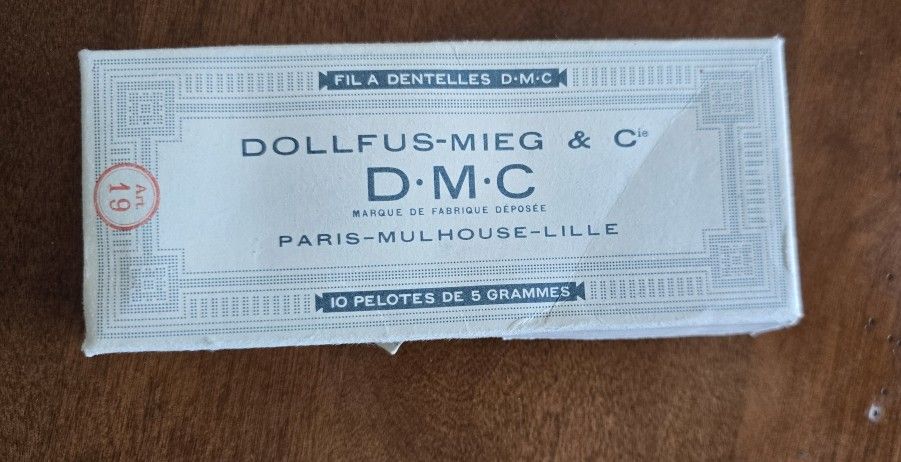 FIL A DENTELLES D·M·C
DOLLFUS-MIEG & Cie
D·M·C
MARQUE DE FABRIQUE DÉPOSÉE
PARIS-MULHOUSE-LILLE
10 PELOTES DE 5 GRAMMES
Art.
19